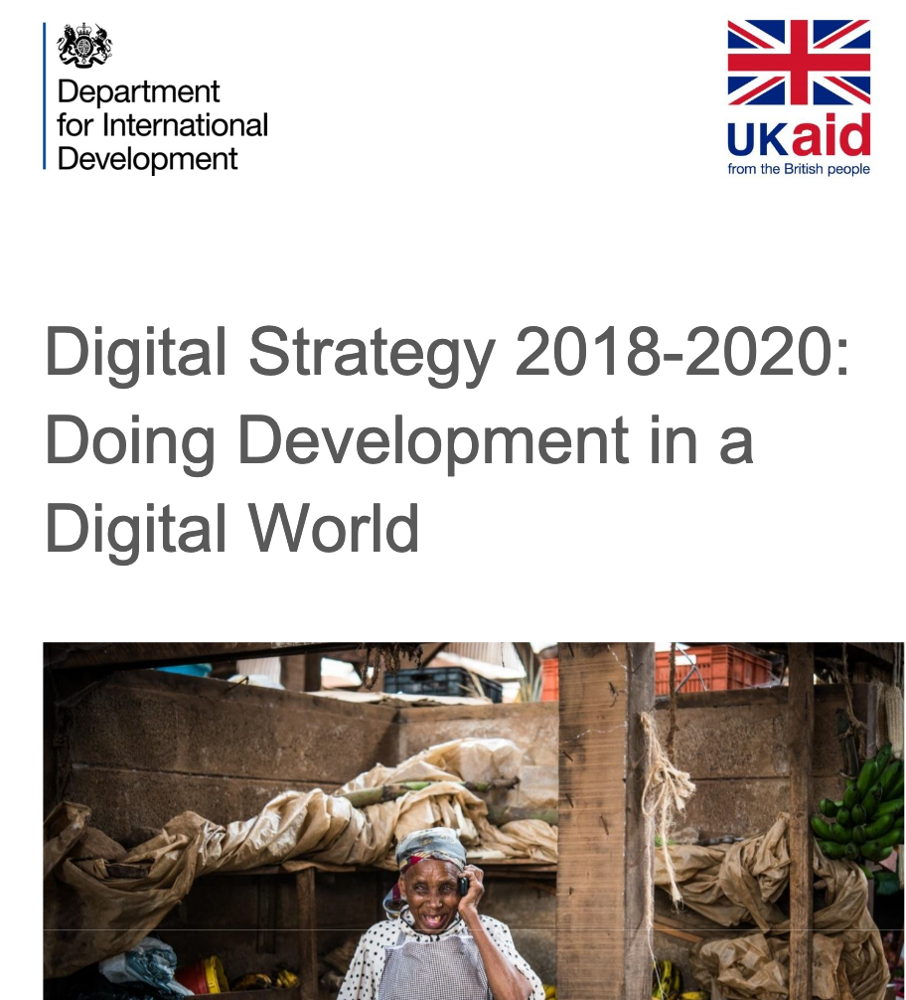 Department
for International
Development
UKaid
from the British people
Digital Strategy 2018-2020:
Doing Development in a
Digital World